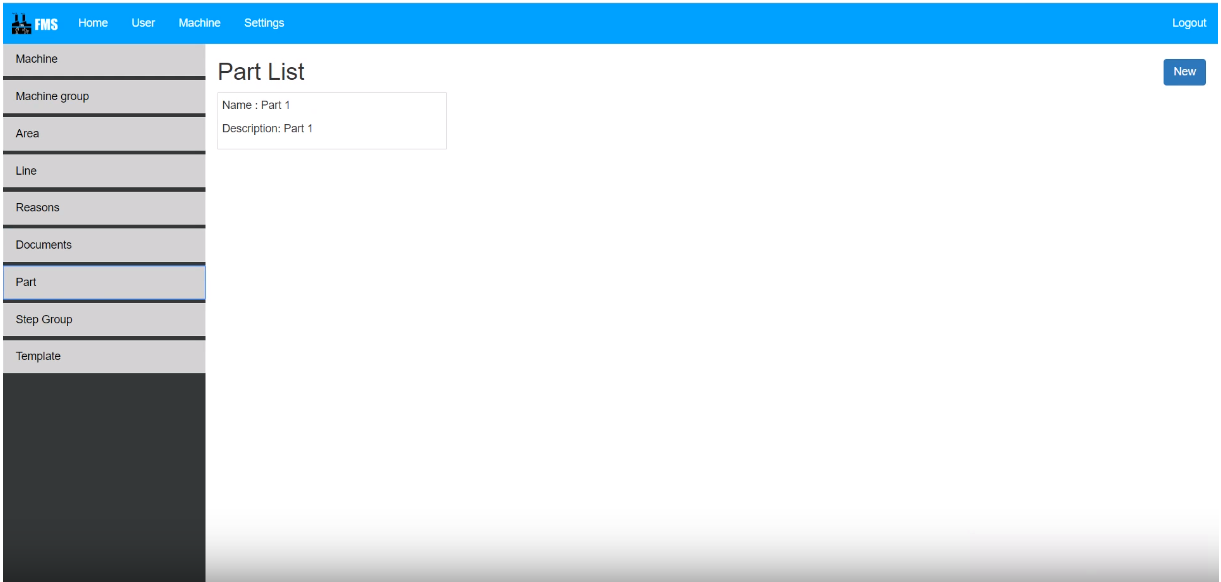 FMS Home User Machine Settings Logout
Machine
Machine group
Area
Line
Reasons
Documents
Part
Step Group
Template
Part List
New
Name : Part 1
Description: Part 1